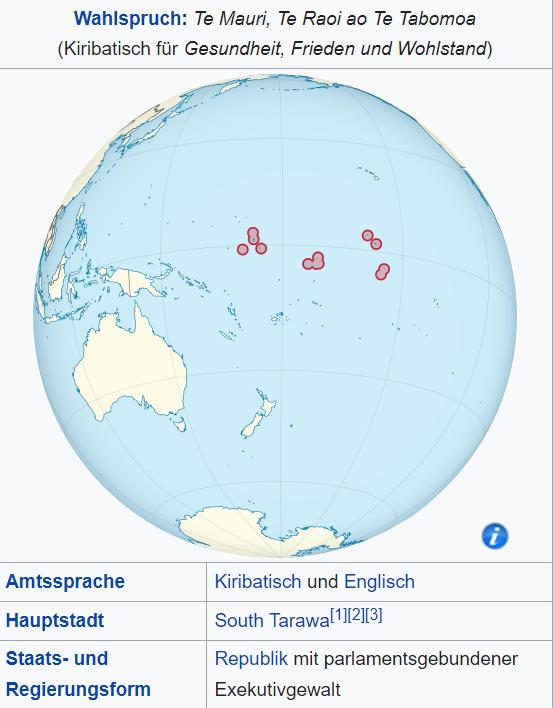 Wahlspruch: Te Mauri, Te Raoi ao Te Tabomoa
(Kiribatisch für Gesundheit, Frieden und Wohlstand)
i
Amtssprache Kiribatisch und Englisch
Hauptstadt South Tarawa[1][2][3]
Staats- und Republik mit parlamentsgebundener
Regierungsform Exekutivgewalt